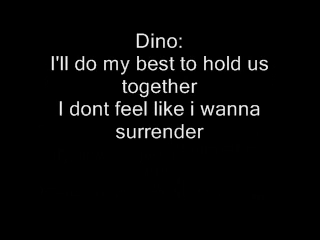 Dino:
I'll do my best to hold us
together
I dont feel like i wanna
surrender